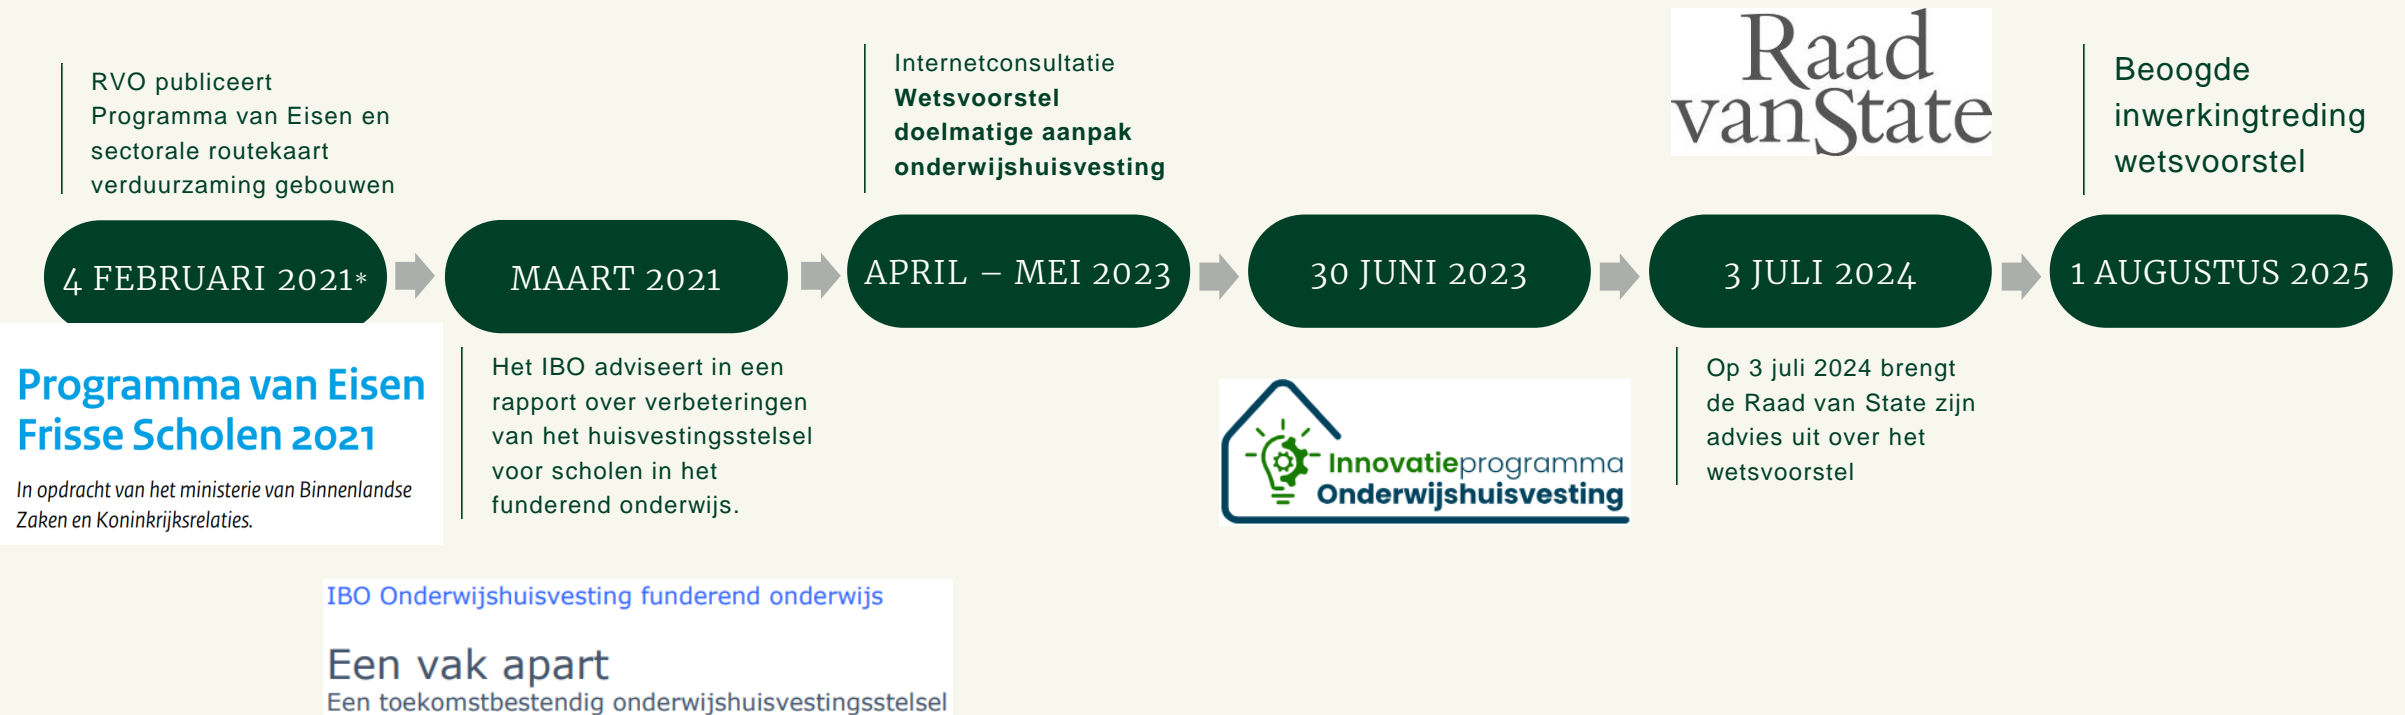 RVO publiceert
Programma van Eisen en
sectorale routekaart
verduurzaming gebouwen
4 FEBRUARI 2021*
Programma van Eisen
Frisse Scholen 2021
In opdracht van het ministerie van Binnenlandse
Zaken en Koninkrijksrelaties.
MAART 2021
Het IBO adviseert in een
rapport over verbeteringen
van het huisvestingsstelsel
voor scholen in het
funderend onderwijs.
IBO Onderwijshuisvesting funderend onderwijs
Een vak apart
Een toekomstbestendig onderwijshuisvestingsstelsel
Internetconsultatie
Wetsvoorstel
doelmatige aanpak
onderwijshuisvesting
APRIL – MEI 2023
30 JUNI 2023
Innovatieprogramma
Onderwijshuisvesting
Raad
vanState
3 JULI 2024
Op 3 juli 2024 brengt
de Raad van State zijn
advies uit over het
wetsvoorstel
Beoogde
inwerkingtreding
wetsvoorstel
1 AUGUSTUS 2025